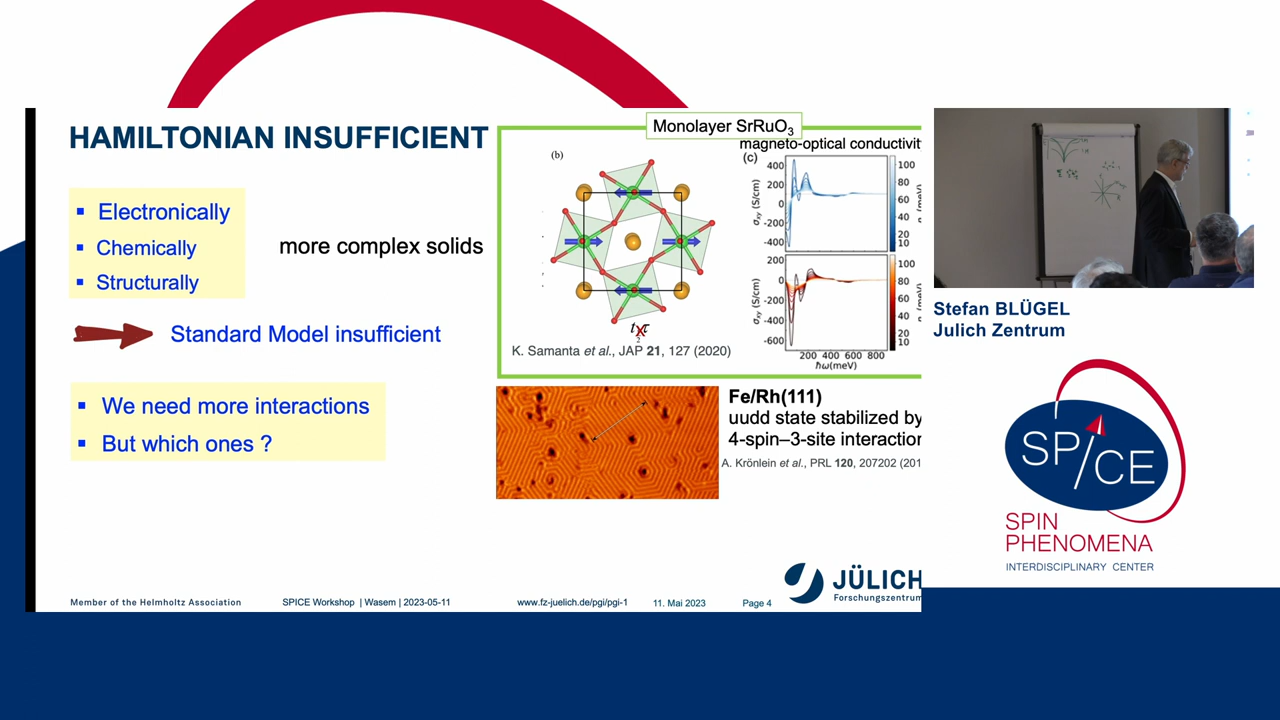 HAMILTONIAN INSUFFICIENT
Electronically
Chemically
Structurally
more complex solids
Standard Model insufficient
We need more interactions
But which ones ?
Monolayer SrRuO3
magneto-optical conductivit
(b)
(c)
400
200
0
-200
-400
σxy (S/cm)
100
80
60
40
20
10
200
0
-200
-400
-600
σxy (S/cm)
100
80
60
40
20
10
200 400 600 800
ħω(meV)
K. Samanta et al., JAP 21, 127 (2020)
Fe/Rh(111)
uudd state stabilized by
4-spin–3-site interaction
A. Krönlein et al., PRL 120, 207202 (201
JÜLICH
Forschungszentrum
Member of the Helmholtz Association
SPICE Workshop | Wasem | 2023-05-11
www.fz-juelich.de/pgi/pgi-1
11. Mai 2023
Page 4
Stefan BLÜGEL
Julich Zentrum
SPICE
SPIN
PHENOMENA
INTERDISCIPLINARY CENTER